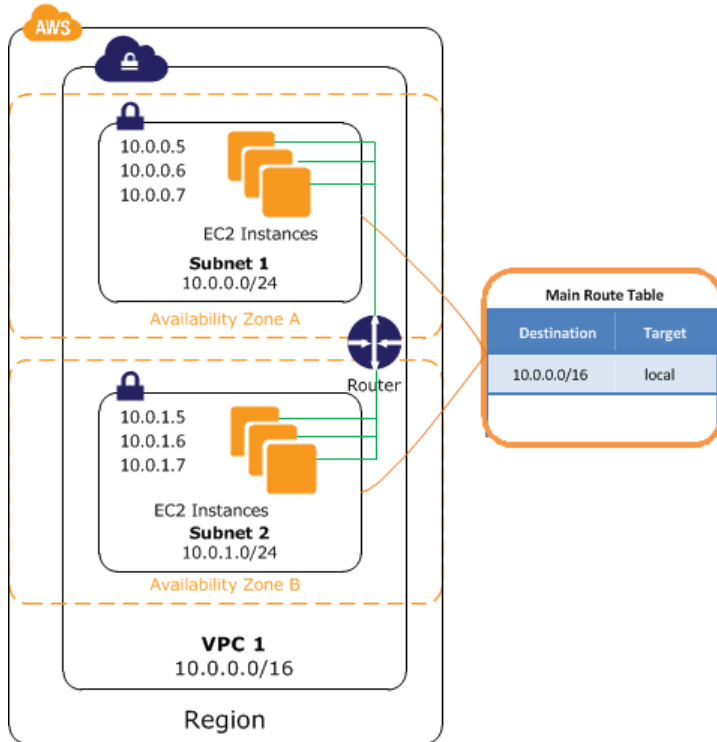 AWS
10.0.0.5
10.0.0.6
10.0.0.7
EC2 Instances
Subnet 1
10.0.0.0/24
Availability Zone A
Router
10.0.1.5
10.0.1.6
10.0.1.7
EC2 Instances
Subnet 2
10.0.1.0/24
Availability Zone B
VPC 1
10.0.0.0/16
Region
Main Route Table
Destination Target
10.0.0.0/16 local